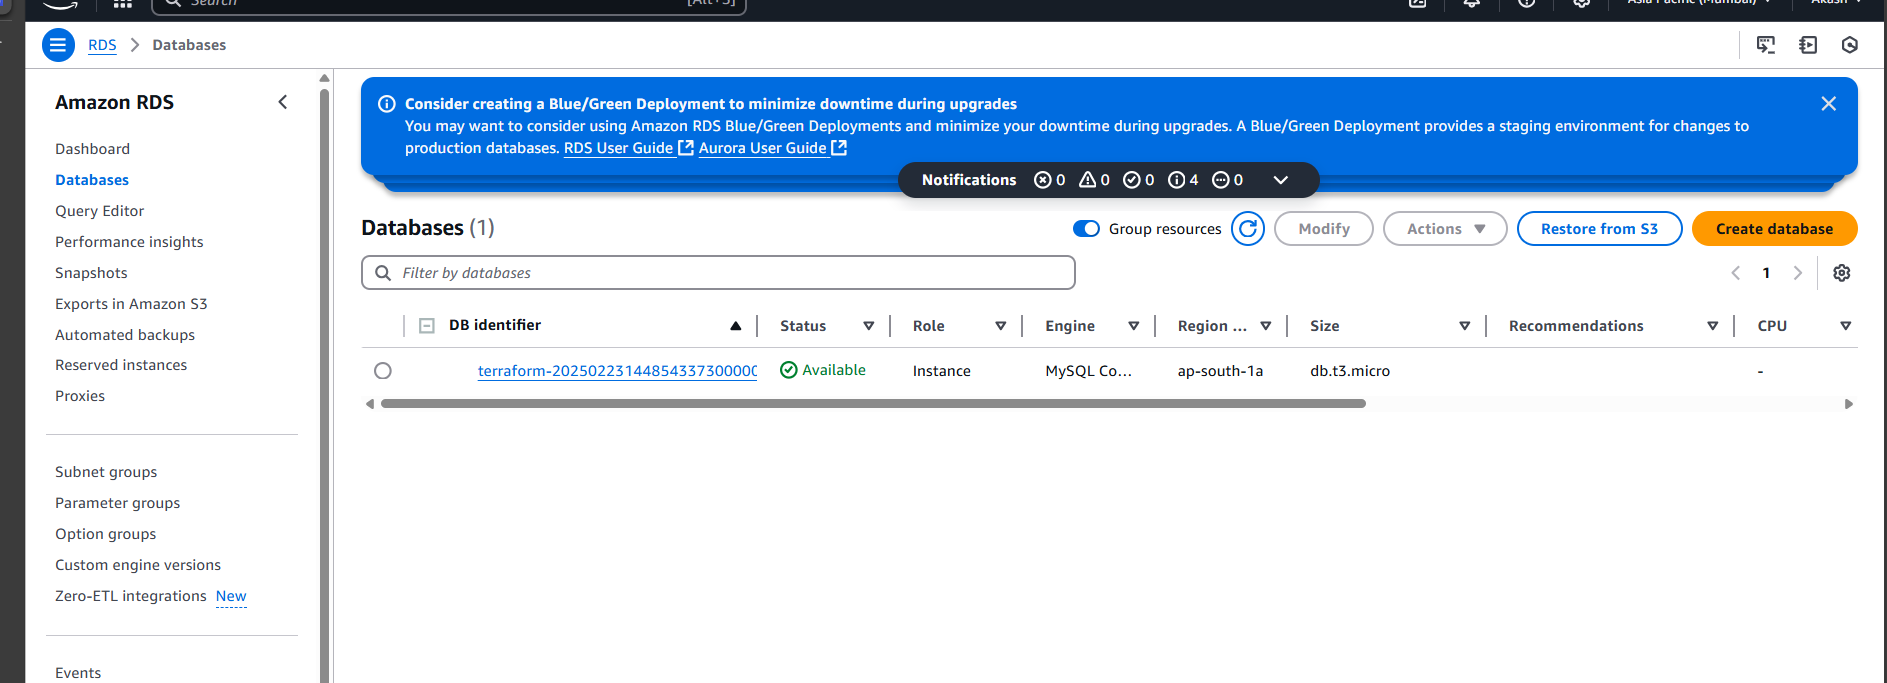 Search [Alt+S] Asia Pacific (Mumbai) Akash
RDS Databases
Amazon RDS
Dashboard
Databases
Query Editor
Performance insights
Snapshots
Exports in Amazon S3
Automated backups
Reserved instances
Proxies
Subnet groups
Parameter groups
Option groups
Custom engine versions
Zero-ETL integrations New
Events
Consider creating a Blue/Green Deployment to minimize downtime during upgrades
You may want to consider using Amazon RDS Blue/Green Deployments and minimize your downtime during upgrades. A Blue/Green Deployment provides a staging environment for changes to
production databases. RDS User Guide Aurora User Guide
Notifications 0 0 0 4 0
Databases (1) Group resources Modify Actions Restore from S3 Create database
Filter by databases 1
DB identifier Status Role Engine Region ... Size Recommendations CPU
terraform-20250223144854337300000 Available Instance MySQL Co... ap-south-1a db.t3.micro -